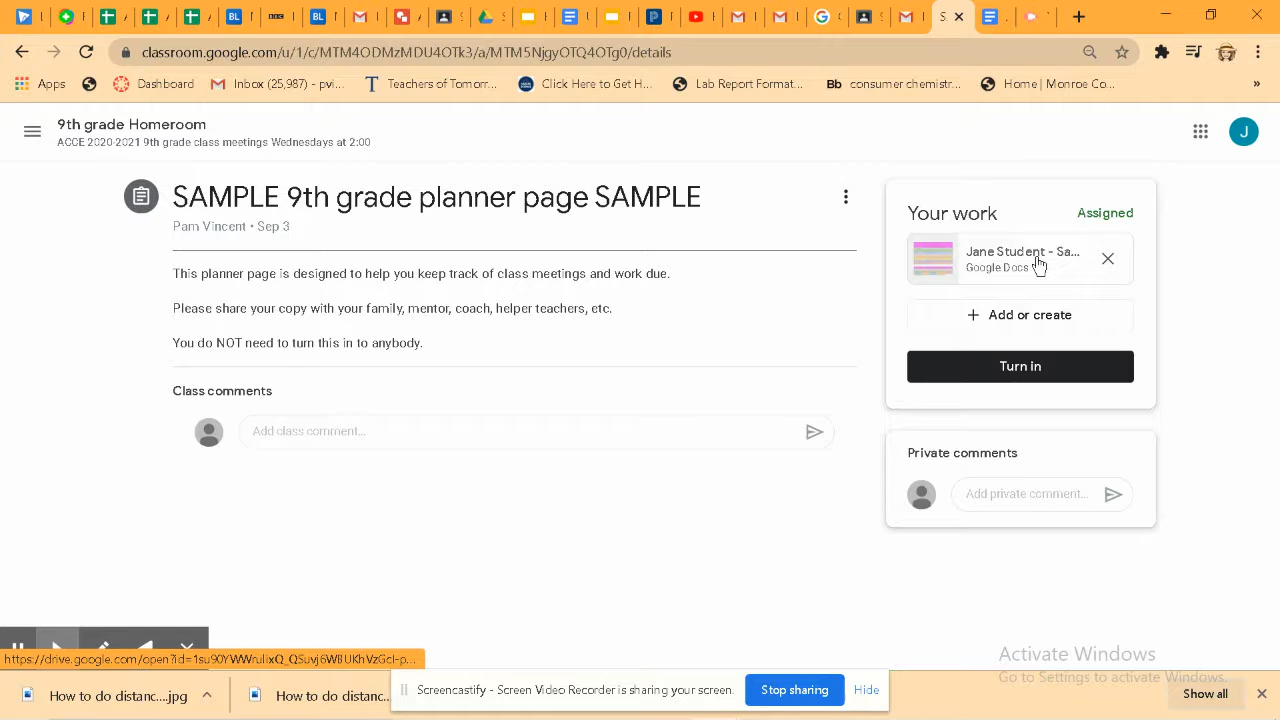 BL
BBC
BL
S
classroom.google.com/u/1/c/MTM4ODMzMDU4OTk3/a/MTM5NjgyOTQ4OTg0/details
Apps
Dashboard
Inbox (25,987) - pvi...
Teachers of Tomorr...
Click Here to Get H...
Lab Report Format...
Bb consumer chemistr...
Home | Monroe Co...
»
9th grade Homeroom
ACCE 2020-2021 9th grade class meetings Wednesdays at 2:00
J
SAMPLE 9th grade planner page SAMPLE
Pam Vincent • Sep 3
This planner page is designed to help you keep track of class meetings and work due.
Please share your copy with your family, mentor, coach, helper teachers, etc.
You do NOT need to turn this in to anybody.
Class comments
Add class comment...
Your work
Assigned
Jane Student - Sa...
Google Docs
+ Add or create
Turn in
Private comments
Add private comment...
Activate Windows
Go to Settings to activate Windows.
How to do distanc....jpg
How to do distanc
Screencastify - Screen Video Recorder is sharing your screen.
Stop sharing
Hide
Show all